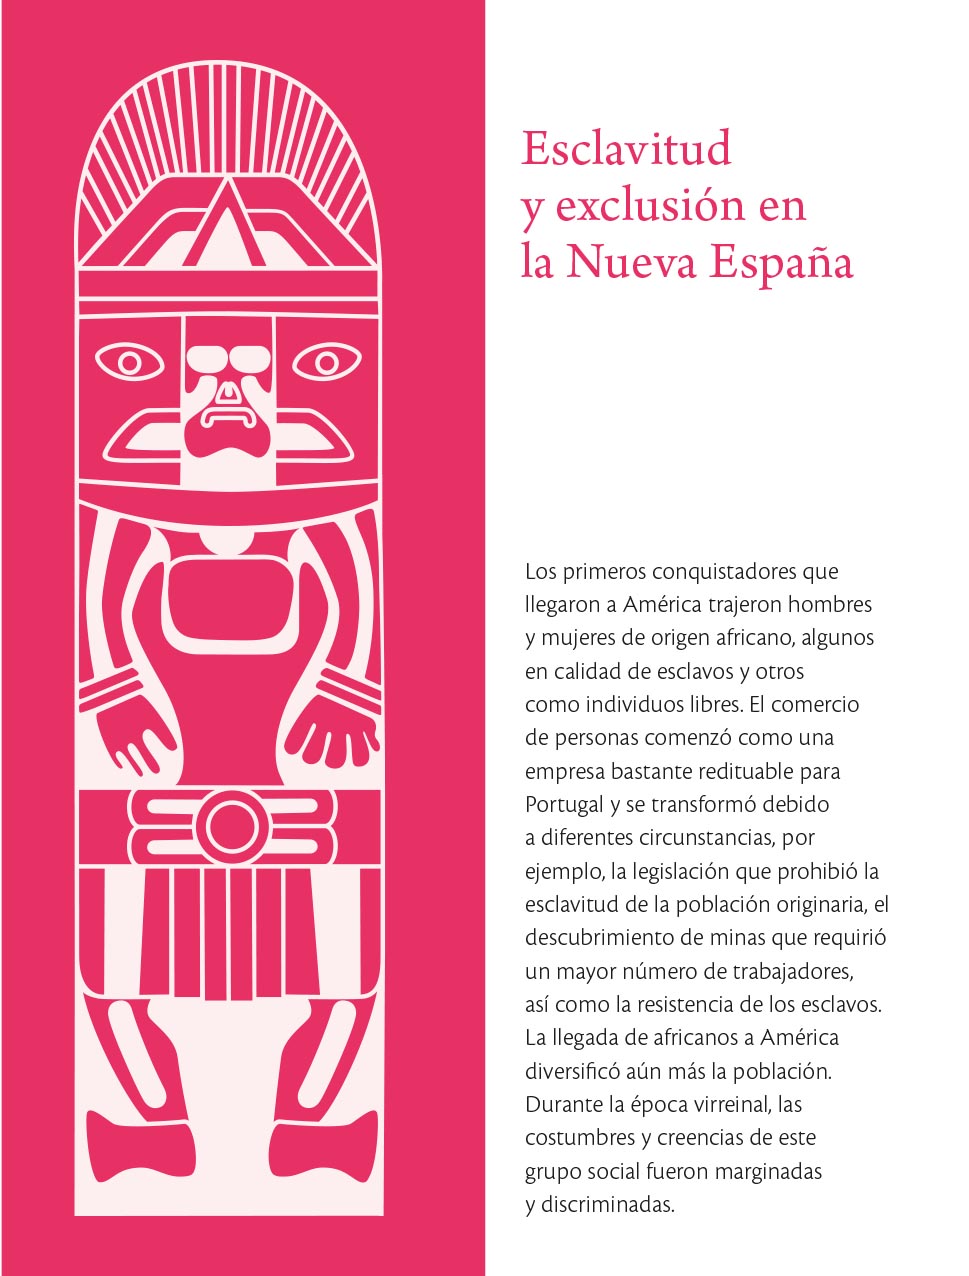 Esclavitud
y exclusión en
la Nueva España
Los primeros conquistadores que
llegaron a América trajeron hombres
y mujeres de origen africano, algunos
en calidad de esclavos y otros
como individuos libres. El comercio
de personas comenzó como una
empresa bastante redituable para
Portugal y se transformó debido
a diferentes circunstancias, por
ejemplo, la legislación que prohibió la
esclavitud de la población originaria, el
descubrimiento de minas que requirió
un mayor número de trabajadores,
así como la resistencia de los esclavos.
La llegada de africanos a América
diversificó aún más la población.
Durante la época virreinal, las
costumbres y creencias de este
grupo social fueron marginadas
y discriminadas.